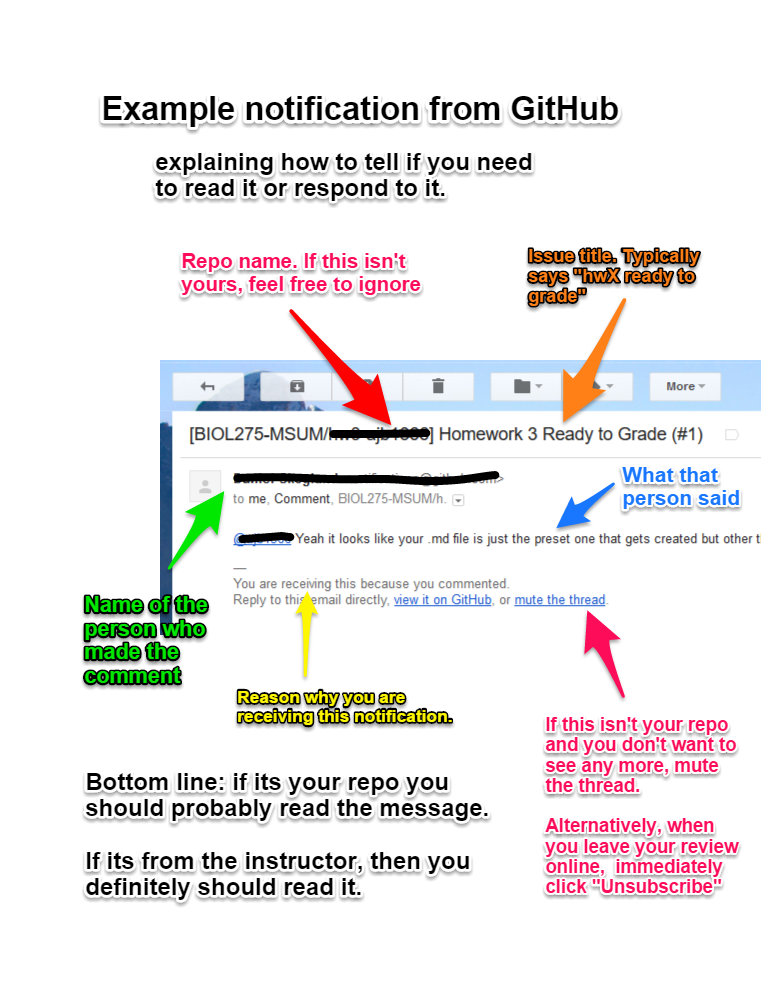 Example notification from GitHub
explaining how to tell if you need
to read it or respond to it.
Repo name. If this isn't
yours, feel free to ignore
Issue title. Typically
says "hwX ready to
grade"
More
[BIOL275-MSUM/ ] Homework 3 Ready to Grade (#1)
to me, Comment, BIOL275-MSUM/h.
What that
person said
Yeah it looks like your .md file is just the preset one that gets created but other
—
You are receiving this because you commented.
Reply to this email directly, view it on GitHub, or mute the thread.
Name of the
person who
made the
comment
Reason why you are
receiving this notification.
If this isn't your repo
and you don't want to
see any more, mute
the thread.
Alternatively, when
you leave your review
online, immediately
click "Unsubscribe"
Bottom line: if its your repo you
should probably read the message.
If its from the instructor, then you
definitely should read it.